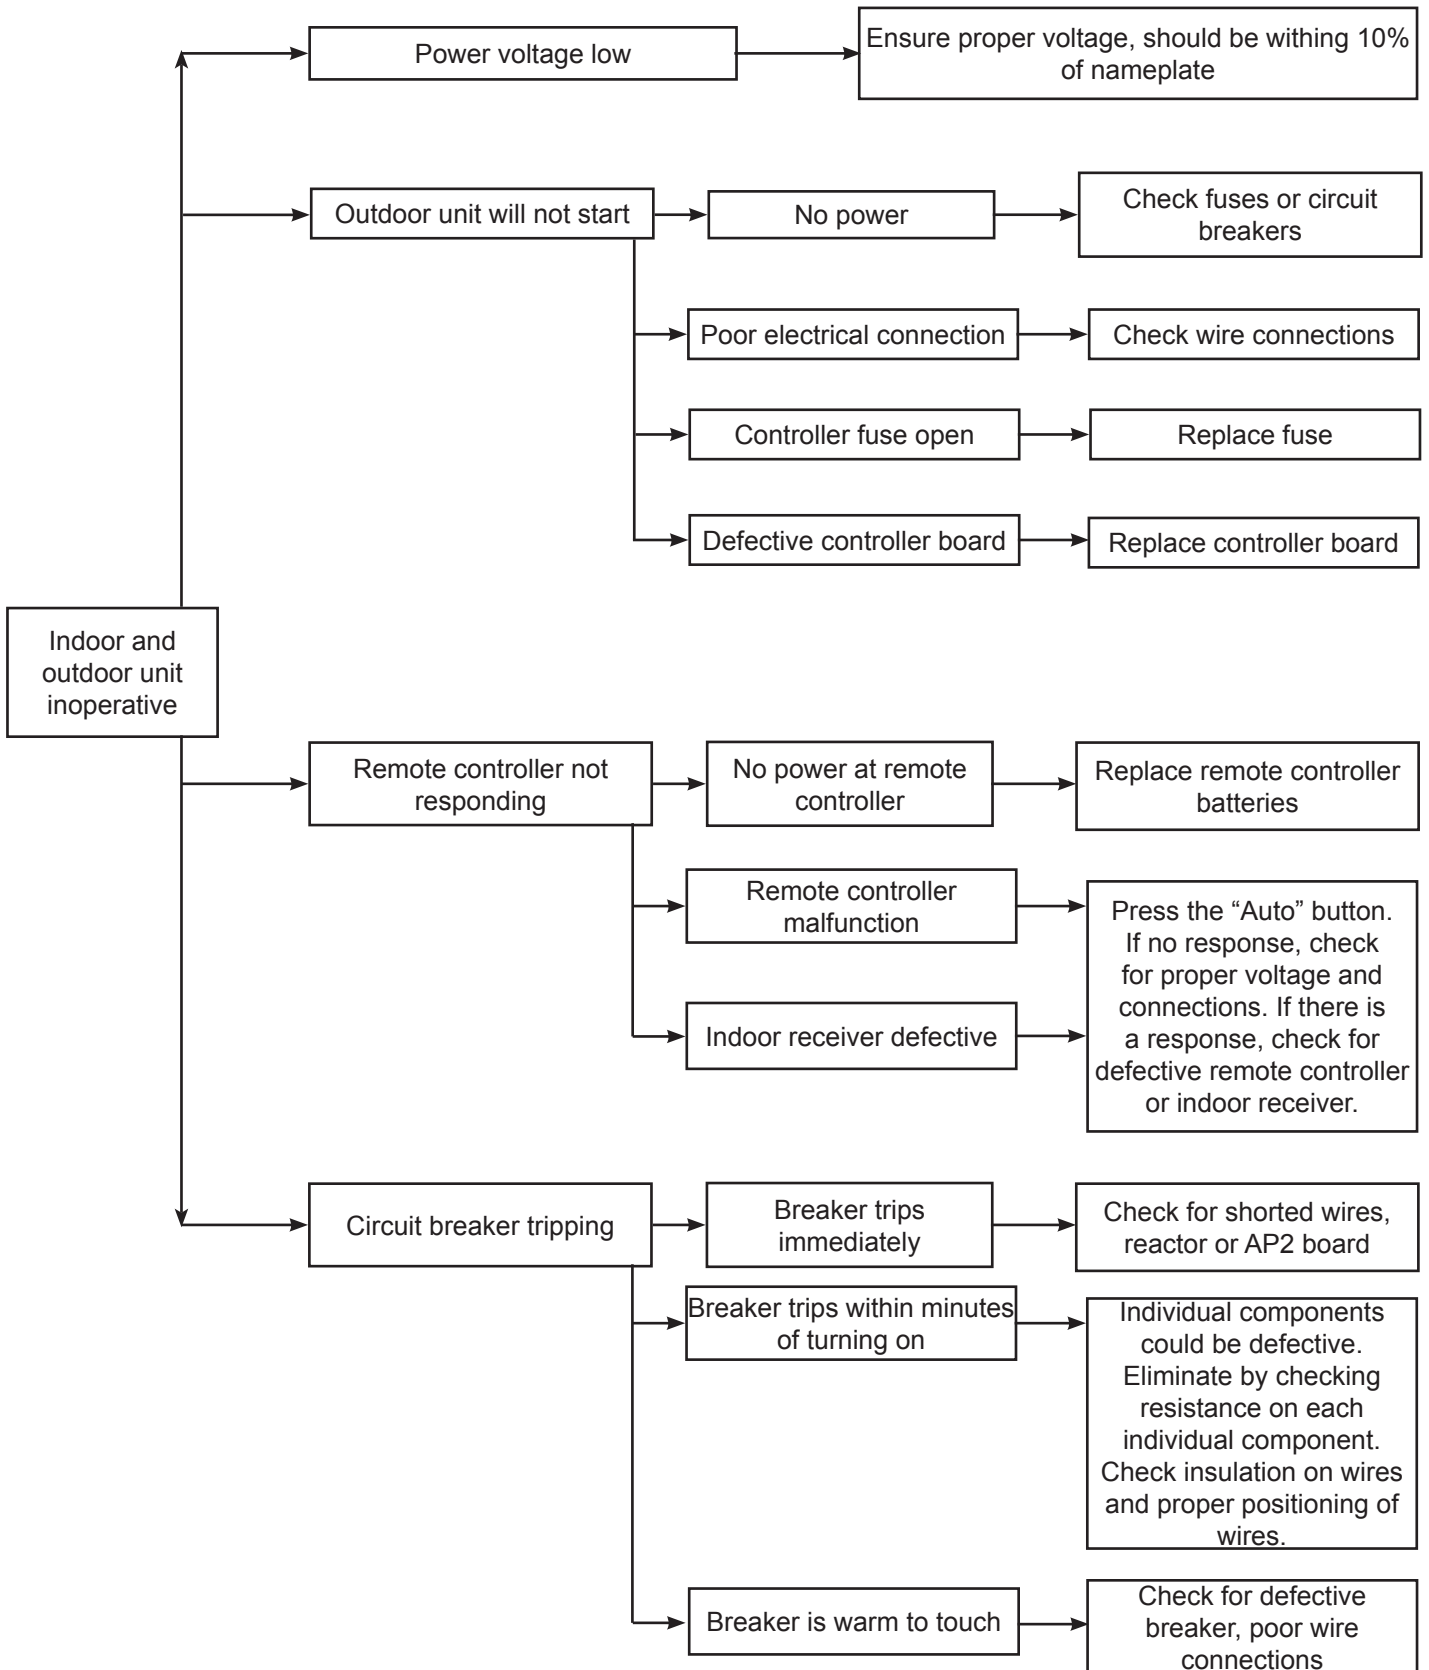 Power voltage low
Ensure proper voltage, should be withing 10%
of nameplate
Outdoor unit will not start
No power
Check fuses or circuit
breakers
Poor electrical connection
Check wire connections
Controller fuse open
Replace fuse
Defective controller board
Replace controller board
Indoor and
outdoor unit
inoperative
Remote controller not
responding
No power at remote
controller
Replace remote controller
batteries
Remote controller
malfunction
Indoor receiver defective
Press the “Auto” button.
If no response, check
for proper voltage and
connections. If there is
a response, check for
defective remote controller
or indoor receiver.
Circuit breaker tripping
Breaker trips
immediately
Check for shorted wires,
reactor or AP2 board
Breaker trips within minutes
of turning on
Individual components
could be defective.
Eliminate by checking
resistance on each
individual component.
Check insulation on wires
and proper positioning of
wires.
Breaker is warm to touch
Check for defective
breaker, poor wire
connections